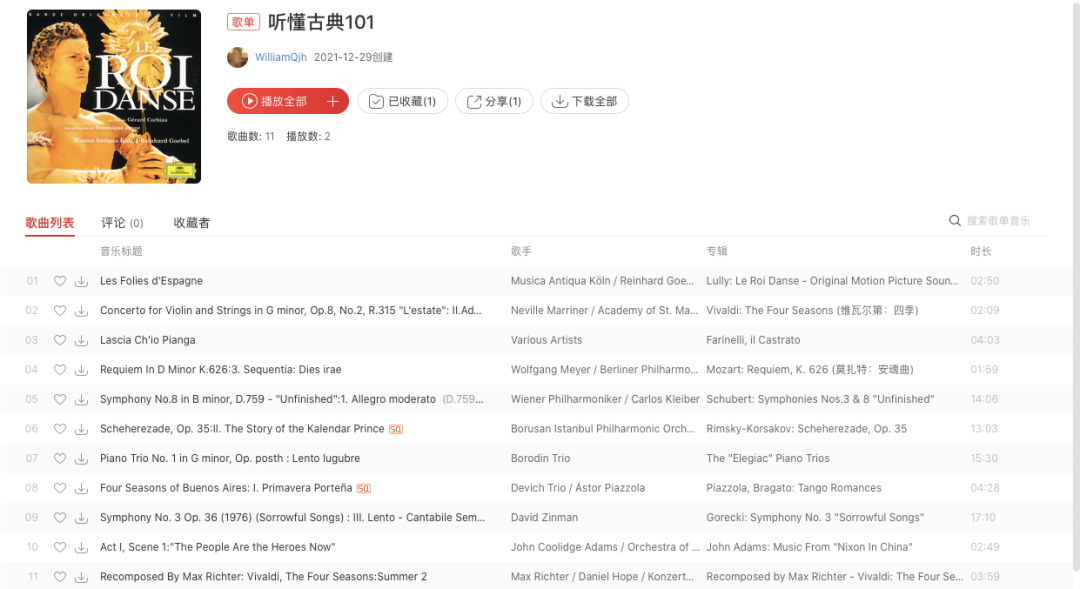 BANDE ORIGINALE DU FILM
LE
ROI
DANSE
Gérard Corbiau
Musica Antiqua Köln / Reinhard Goebel
歌单 听懂古典101
WilliamQjh 2021-12-29创建
播放全部 + 已收藏(1) 分享(1) 下载全部
歌曲数: 11 播放数: 2
歌曲列表 评论 (0) 收藏者 搜索歌单音乐
音乐标题 歌手 专辑 时长
01 Les Folies d'Espagne Musica Antiqua Köln / Reinhard Goe... Lully: Le Roi Danse - Original Motion Picture Soun... 02:50
02 Concerto for Violin and Strings in G minor, Op.8, No.2, R.315 "L'estate": II.Ad... Neville Marriner / Academy of St. Ma... Vivaldi: The Four Seasons (维瓦尔第：四季) 02:09
03 Lascia Ch'io Pianga Various Artists Farinelli, il Castrato 04:03
04 Requiem In D Minor K.626:3. Sequentia: Dies irae Wolfgang Meyer / Berliner Philharmo... Mozart: Requiem, K. 626 (莫扎特：安魂曲) 01:59
05 Symphony No.8 in B minor, D.759 - "Unfinished":1. Allegro moderato (D.759... Wiener Philharmoniker / Carlos Kleiber Schubert: Symphonies Nos.3 & 8 "Unfinished" 14:06
06 Scheherezade, Op. 35:II. The Story of the Kalendar Prince SQ Borusan Istanbul Philharmonic Orch... Rimsky-Korsakov: Scheherezade, Op. 35 13:03
07 Piano Trio No. 1 in G minor, Op. posth : Lento lugubre Borodin Trio The "Elegiac" Piano Trios 15:30
08 Four Seasons of Buenos Aires: I. Primavera Porteña SQ Devich Trio / Ástor Piazzolla Piazzolla, Bragato: Tango Romances 04:28
09 Symphony No. 3 Op. 36 (1976) (Sorrowful Songs) : III. Lento - Cantabile Sem... David Zinman Gorecki: Symphony No. 3 "Sorrowful Songs" 17:10
10 Act I, Scene 1:"The People Are the Heroes Now" John Coolidge Adams / Orchestra of ... John Adams: Music From "Nixon In China" 02:49
11 Recomposed By Max Richter: Vivaldi, The Four Seasons:Summer 2 Max Richter / Daniel Hope / Konzert... Recomposed by Max Richter - Vivaldi: The Four Se... 03:59